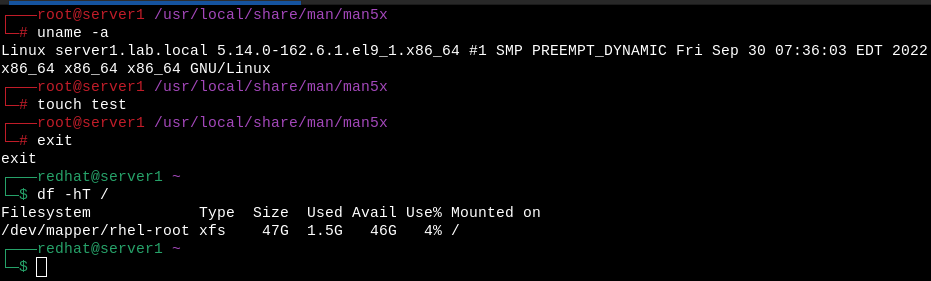 ┌───root@server1 /usr/local/share/man/man5x
└─# uname -a
Linux server1.lab.local 5.14.0-162.6.1.el9_1.x86_64 #1 SMP PREEMPT_DYNAMIC Fri Sep 30 07:36:03 EDT 2022
x86_64 x86_64 x86_64 GNU/Linux
┌───root@server1 /usr/local/share/man/man5x
└─# touch test
┌───root@server1 /usr/local/share/man/man5x
└─# exit
exit
┌───redhat@server1 ~
└─$ df -hT /
Filesystem            Type  Size  Used Avail Use% Mounted on
/dev/mapper/rhel-root xfs    47G  1.5G   46G   4% /
┌───redhat@server1 ~
└─$